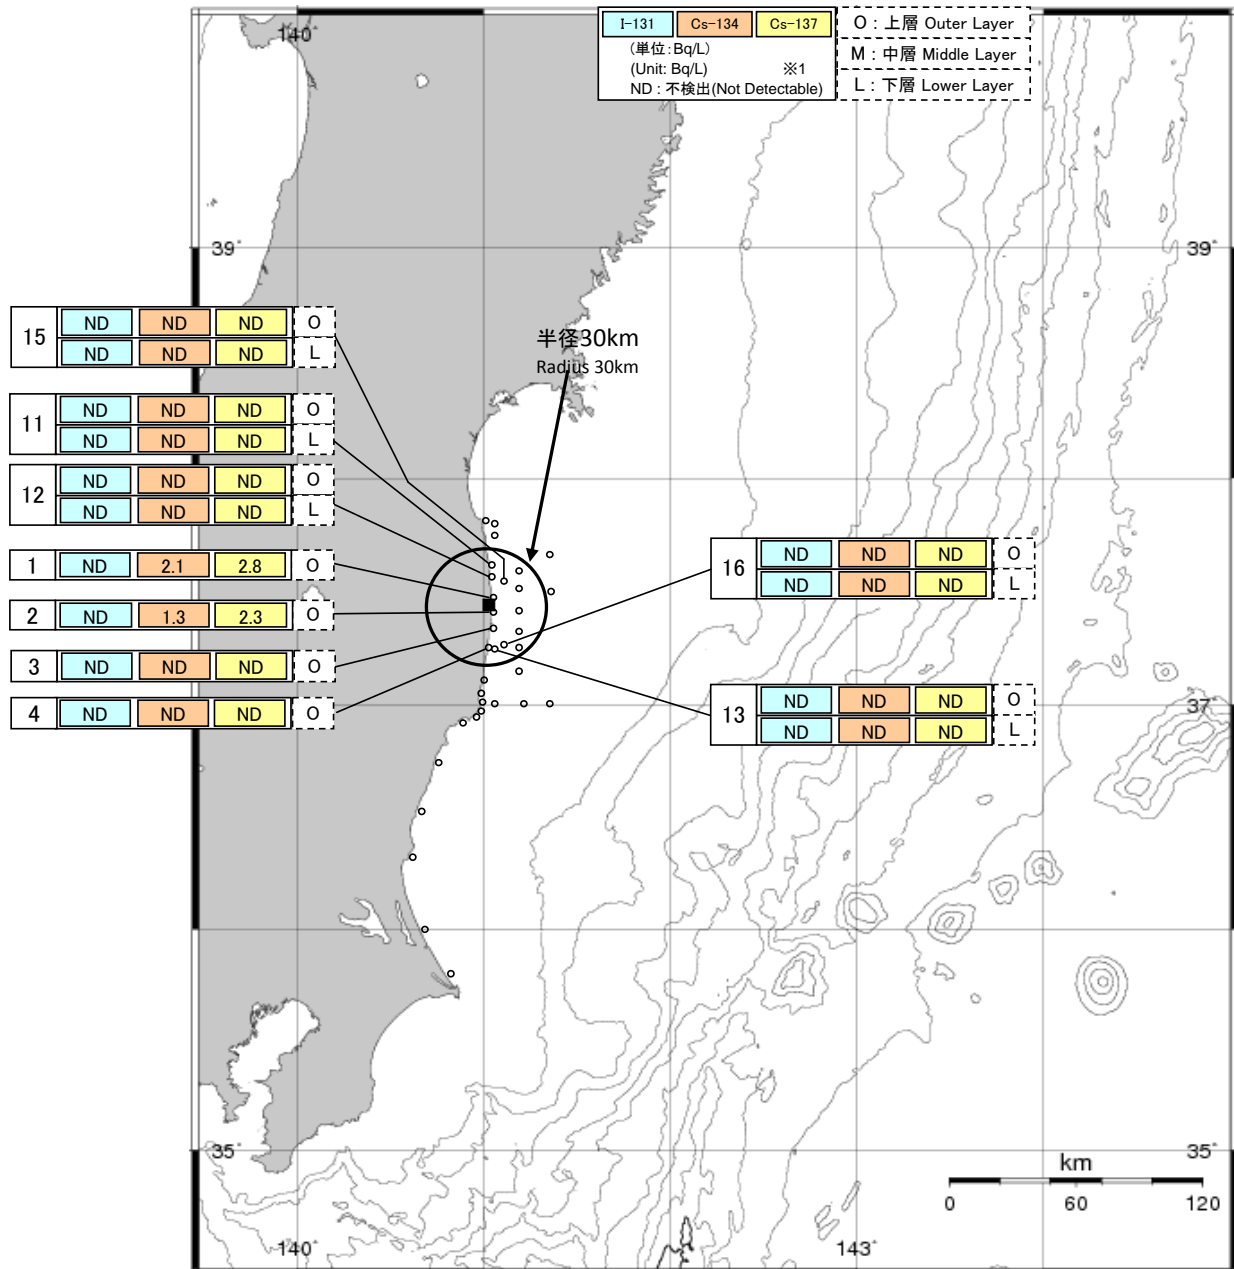 140°
I-131 Cs-134 Cs-137
(単位:Bq/L)
(Unit: Bq/L) ※1
ND : 不検出(Not Detectable)
O : 上層 Outer Layer
M : 中層 Middle Layer
L : 下層 Lower Layer
39° 39°
半径30km
Radius 30km
15 ND ND ND O
ND ND ND L
11 ND ND ND O
ND ND ND L
12 ND ND ND O
ND ND ND L
1 ND 2.1 2.8 O
2 ND 1.3 2.3 O
3 ND ND ND O
4 ND ND ND O
16 ND ND ND O
ND ND ND L
13 ND ND ND O
ND ND ND L
37°
35° 35°
km
0 60 120
140° 143°